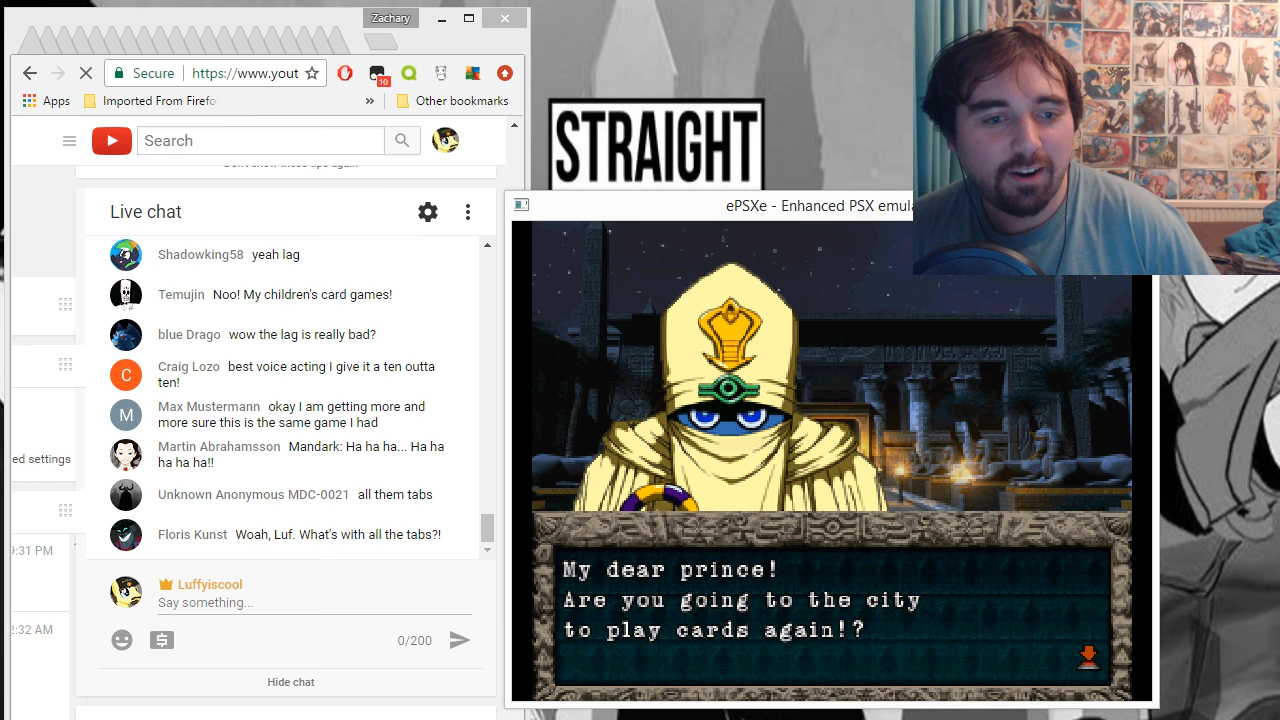 Zachary
Secure
https://www.yout
10
Apps
Imported From Firefo
Other bookmarks
Search
Live chat
Shadowking58 yeah lag
Temujin Noo! My children's card games!
blue Drago wow the lag is really bad?
Craig Lozo best voice acting I give it a ten outta
ten!
Max Mustermann okay I am getting more and
more sure this is the same game I had
Martin Abrahamsson Mandark: Ha ha ha... Ha ha
ha ha ha!!
Unknown Anonymous MDC-0021 all them tabs
Floris Kunst Woah, Luf. What's with all the tabs?!
Luffyiscool
Say something...
0/200
Hide chat
ed settings
9:31 PM
2:32 AM
STRAIGHT
ePSXe - Enhanced PSX emula
My dear prince!
Are you going to the city
to play cards again!?